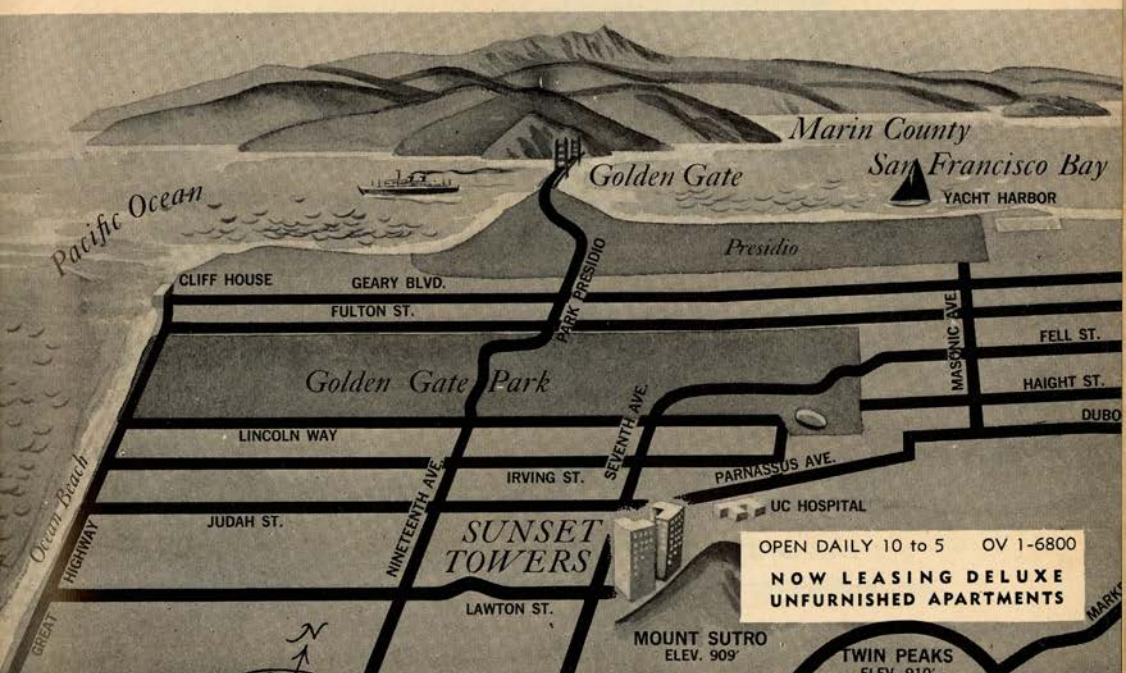 Marin County
San Francisco Bay
Golden Gate
YACHT HARBOR
Pacific Ocean
Presidio
CLIFF HOUSE
GEARY BLVD.
PARK PRESIDIO
FULTON ST.
MASONIC AVE.
FELL ST.
Golden Gate Park
HAIGHT ST.
SEVENTH AVE.
DUBO
LINCOLN WAY
Ocean Beach
NINETEENTH AVE.
IRVING ST.
PARNASSUS AVE.
UC HOSPITAL
JUDAH ST.
SUNSET
TOWERS
GREAT HIGHWAY
OPEN DAILY 10 to 5 OV 1-6800
NOW LEASING DELUXE
UNFURNISHED APARTMENTS
LAWTON ST.
MARK
N
MOUNT SUTRO
ELEV. 909'
TWIN PEAKS
ELEV. 910'